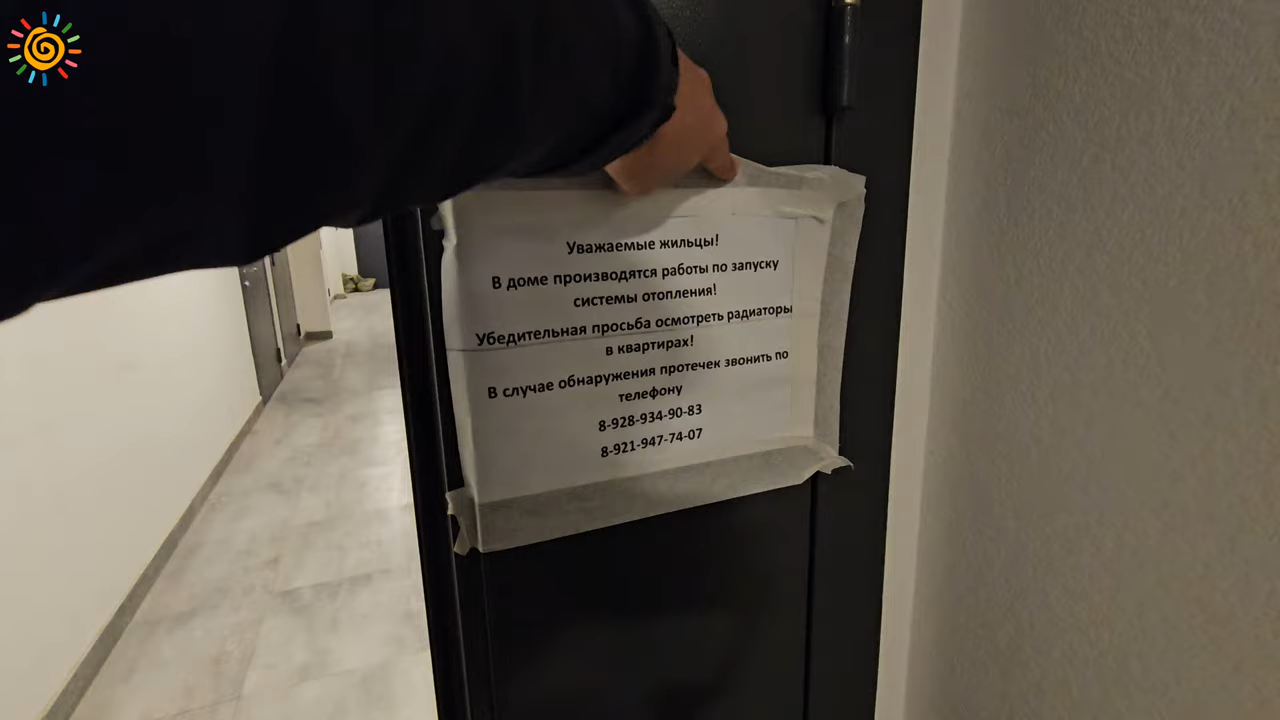 Уважаемые жильцы!
В доме производятся работы по запуску
системы отопления!
Убедительная просьба осмотреть радиаторы
в квартирах!
В случае обнаружения протечек звонить по
телефону
8-928-934-90-83
8-921-947-74-07